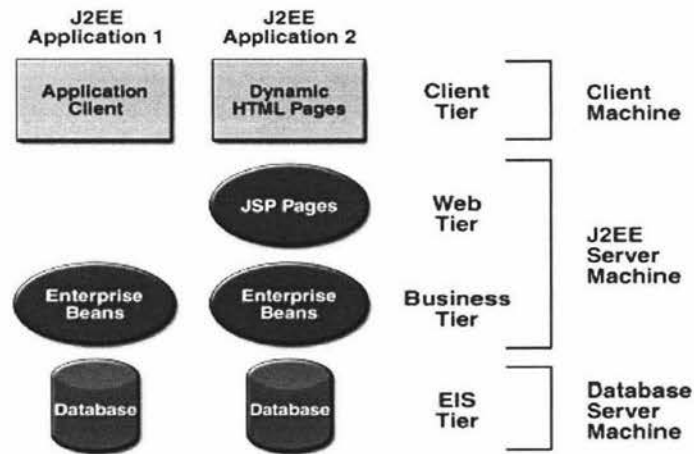 J2EE
Application 1
J2EE
Application 2
Application
Client
Dynamic
HTML Pages
Client
Tier
Client
Machine
JSP Pages
Web
Tier
J2EE
Server
Machine
Enterprise
Beans
Enterprise
Beans
Business
Tier
Database
Database
EIS
Tier
Database
Server
Machine